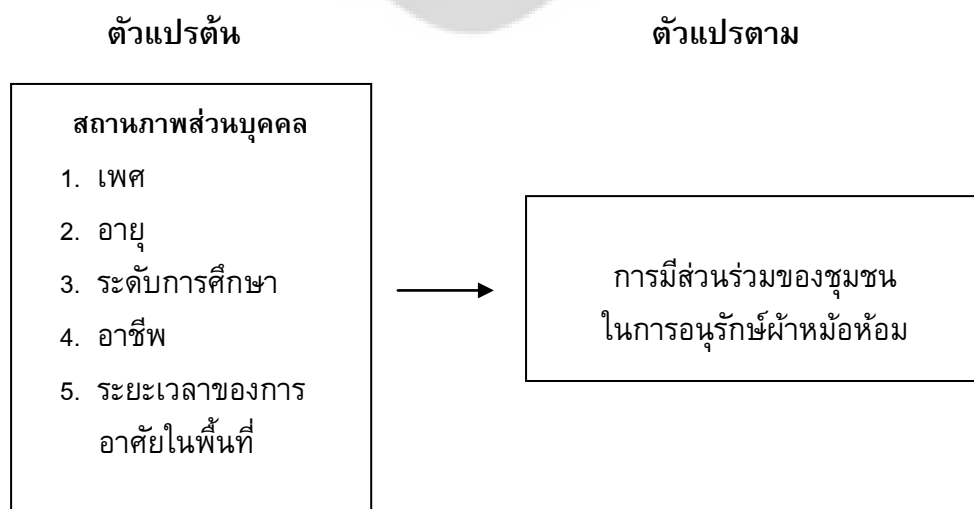 ตัวแปรต้น
ตัวแปรตาม
สถานภาพส่วนบุคคล
1. เพศ
2. อายุ
3. ระดับการศึกษา
4. อาชีพ
5. ระยะเวลาของการ
อาศัยในพื้นที่
การมีส่วนร่วมของชุมชน
ในการอนุรักษ์ผ้าหม้อห้อม